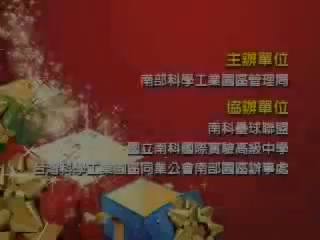 主辦單位
南部科學工業園區管理局
協辦單位
南科壘球聯盟
國立南科國際實驗高級中學
台灣科學工業園區同業公會南部園區辦事處